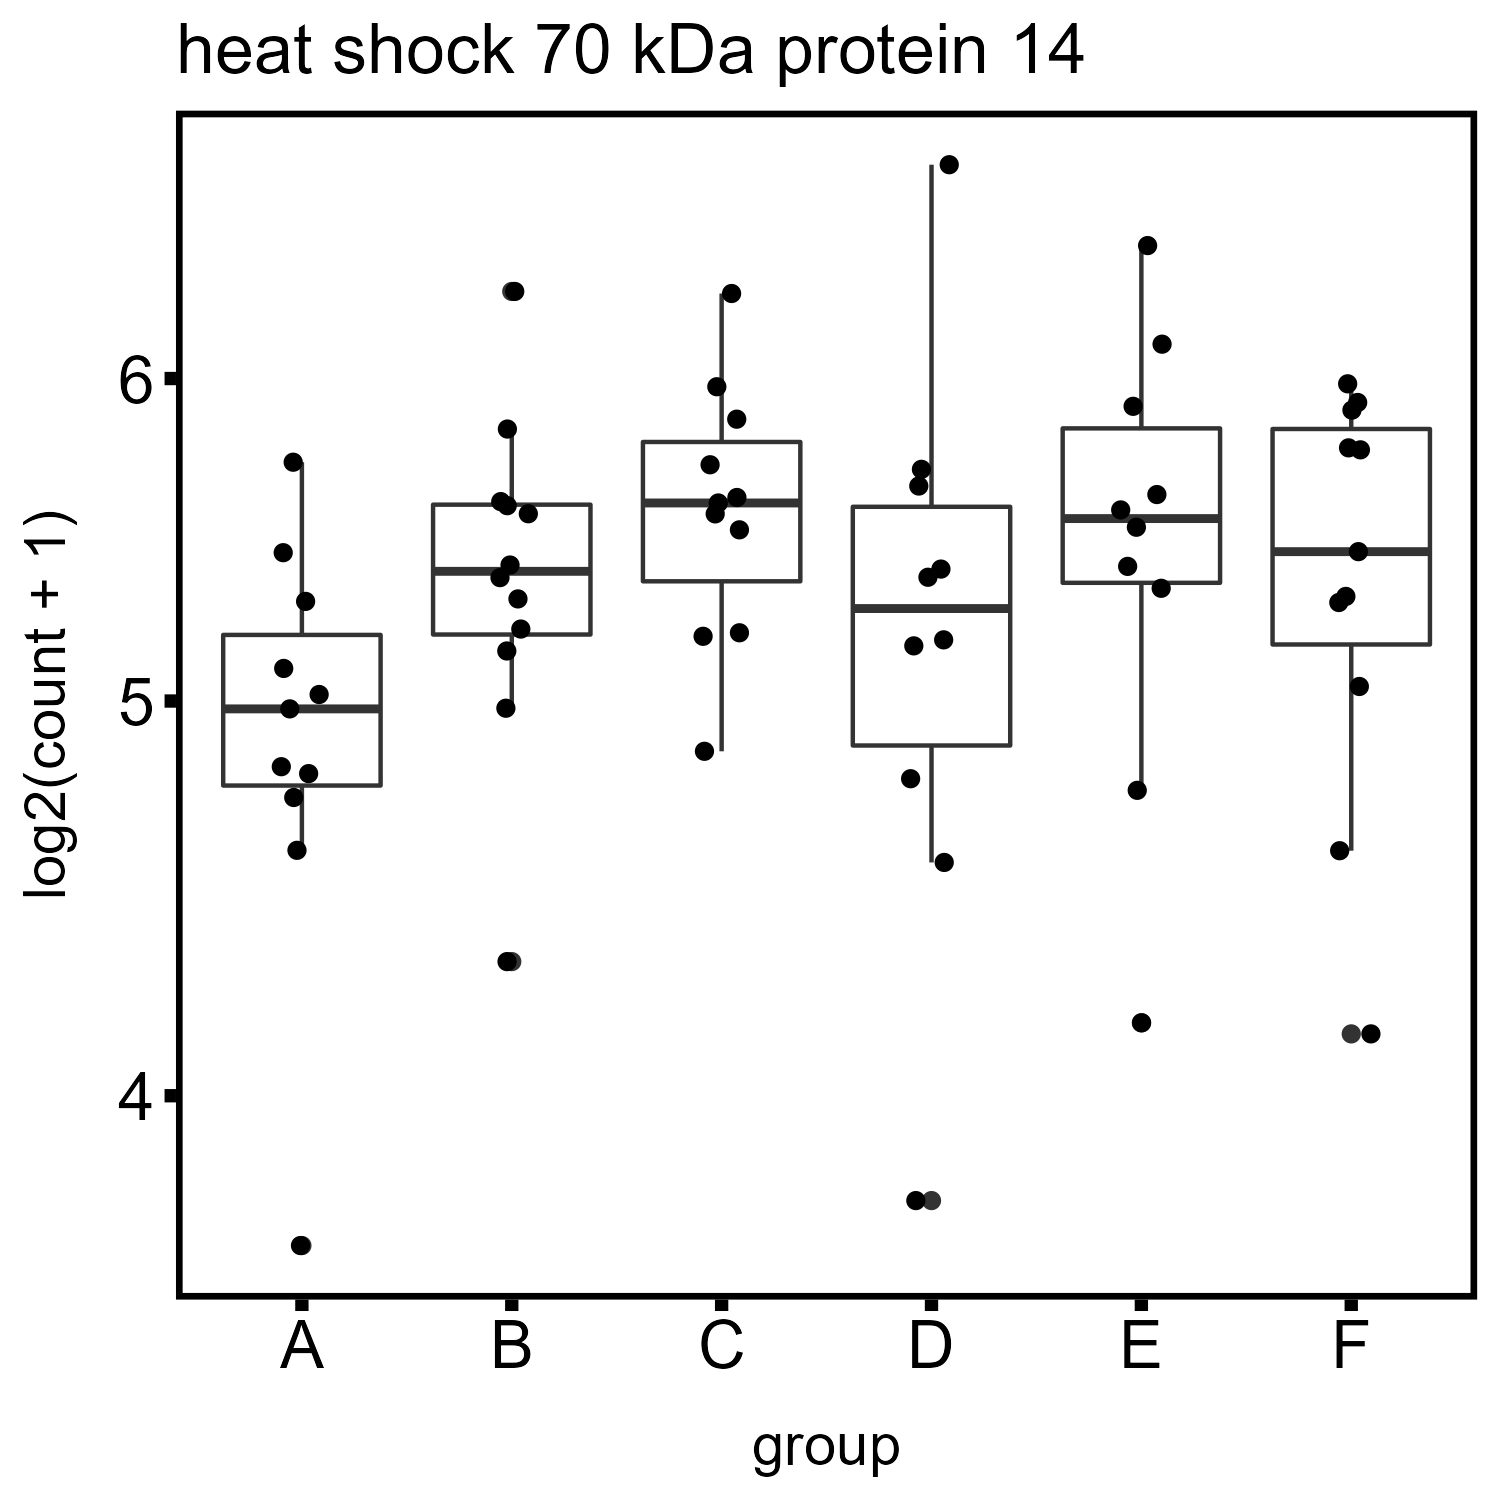 heat shock 70 kDa protein 14
log2(count + 1)
6
5
4
A B C D E F
group